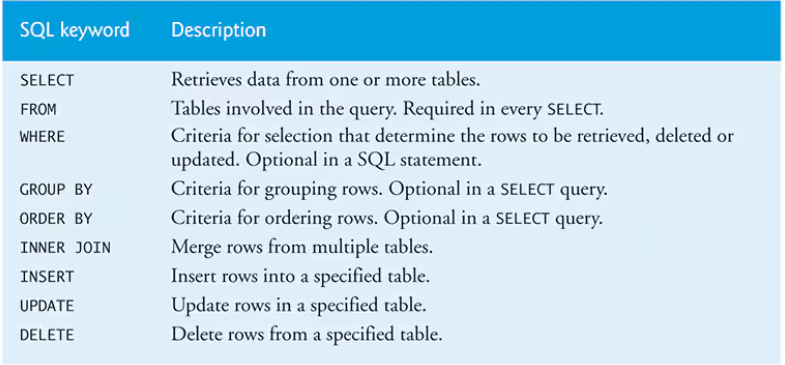 SQL keyword Description
SELECT Retrieves data from one or more tables.
FROM Tables involved in the query. Required in every SELECT.
WHERE Criteria for selection that determine the rows to be retrieved, deleted or
updated. Optional in a SQL statement.
GROUP BY Criteria for grouping rows. Optional in a SELECT query.
ORDER BY Criteria for ordering rows. Optional in a SELECT query.
INNER JOIN Merge rows from multiple tables.
INSERT Insert rows into a specified table.
UPDATE Update rows in a specified table.
DELETE Delete rows from a specified table.